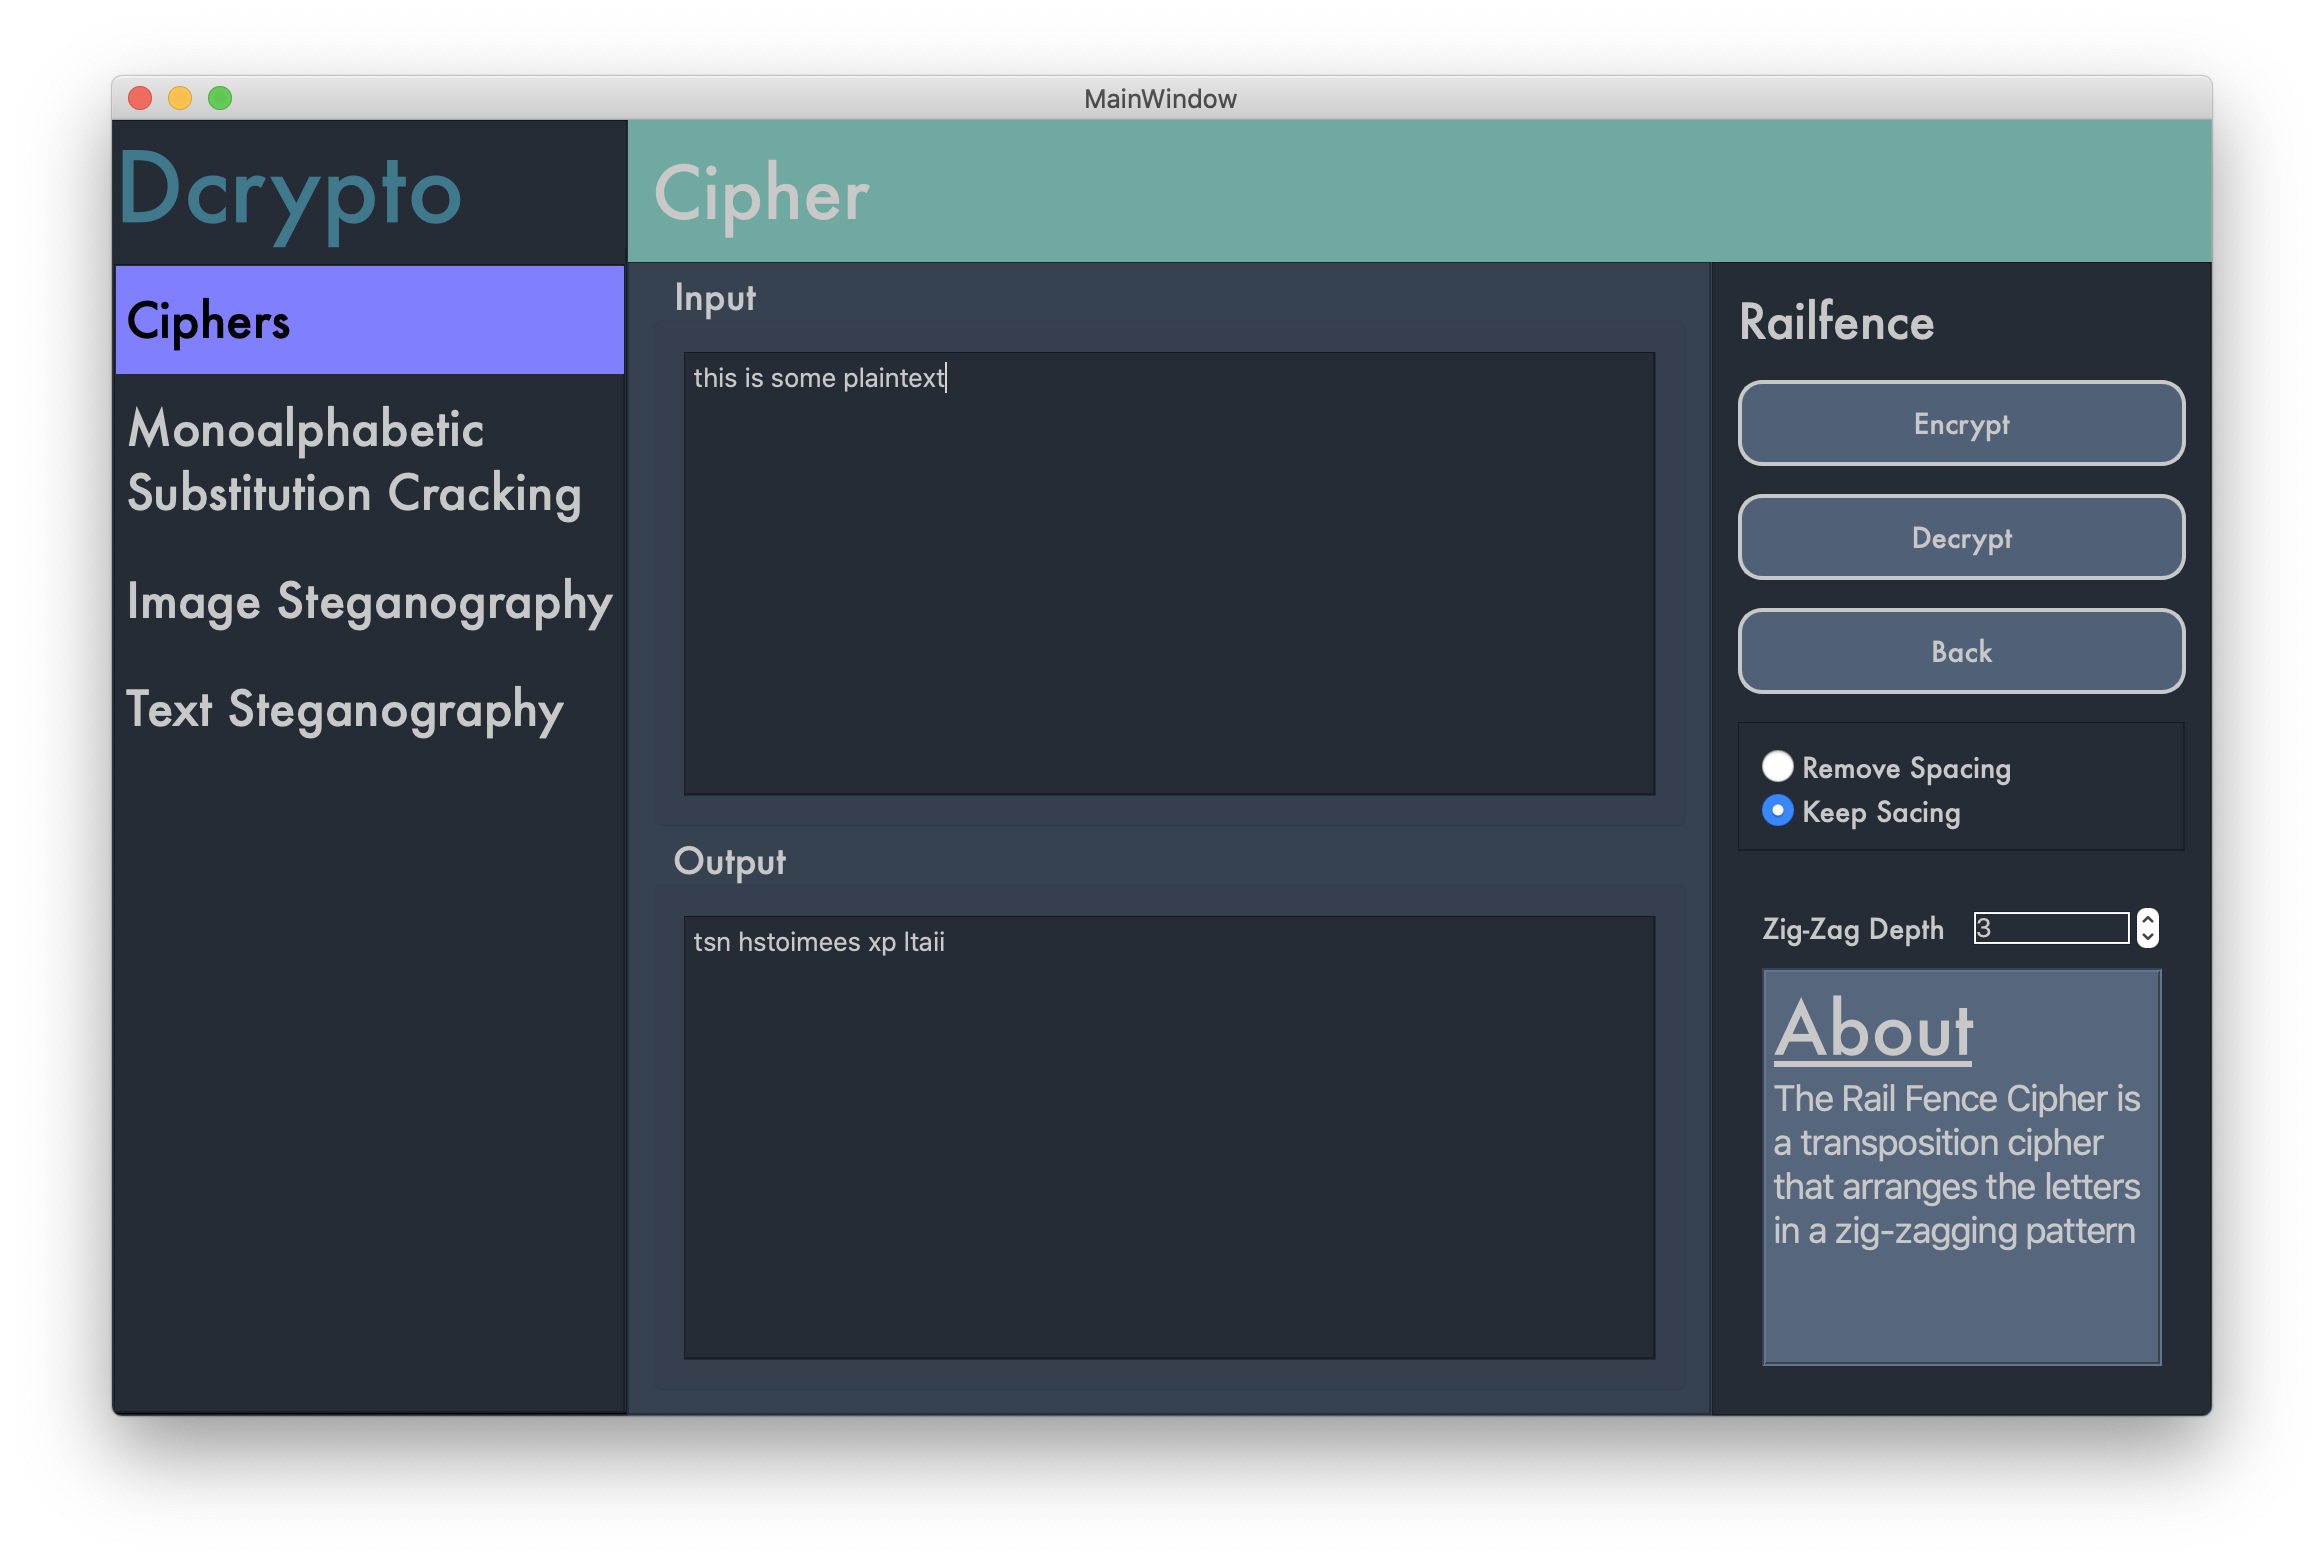 MainWindow
Dcrypto
Cipher
Ciphers
Monoalphabetic
Substitution Cracking
Image Steganography
Text Steganography
Input
this is some plaintext
Output
tsn hstoimees xp ltaii
Railfence
Encrypt
Decrypt
Back
Remove Spacing
Keep Sacing
Zig-Zag Depth 3
About
The Rail Fence Cipher is
a transposition cipher
that arranges the letters
in a zig-zagging pattern